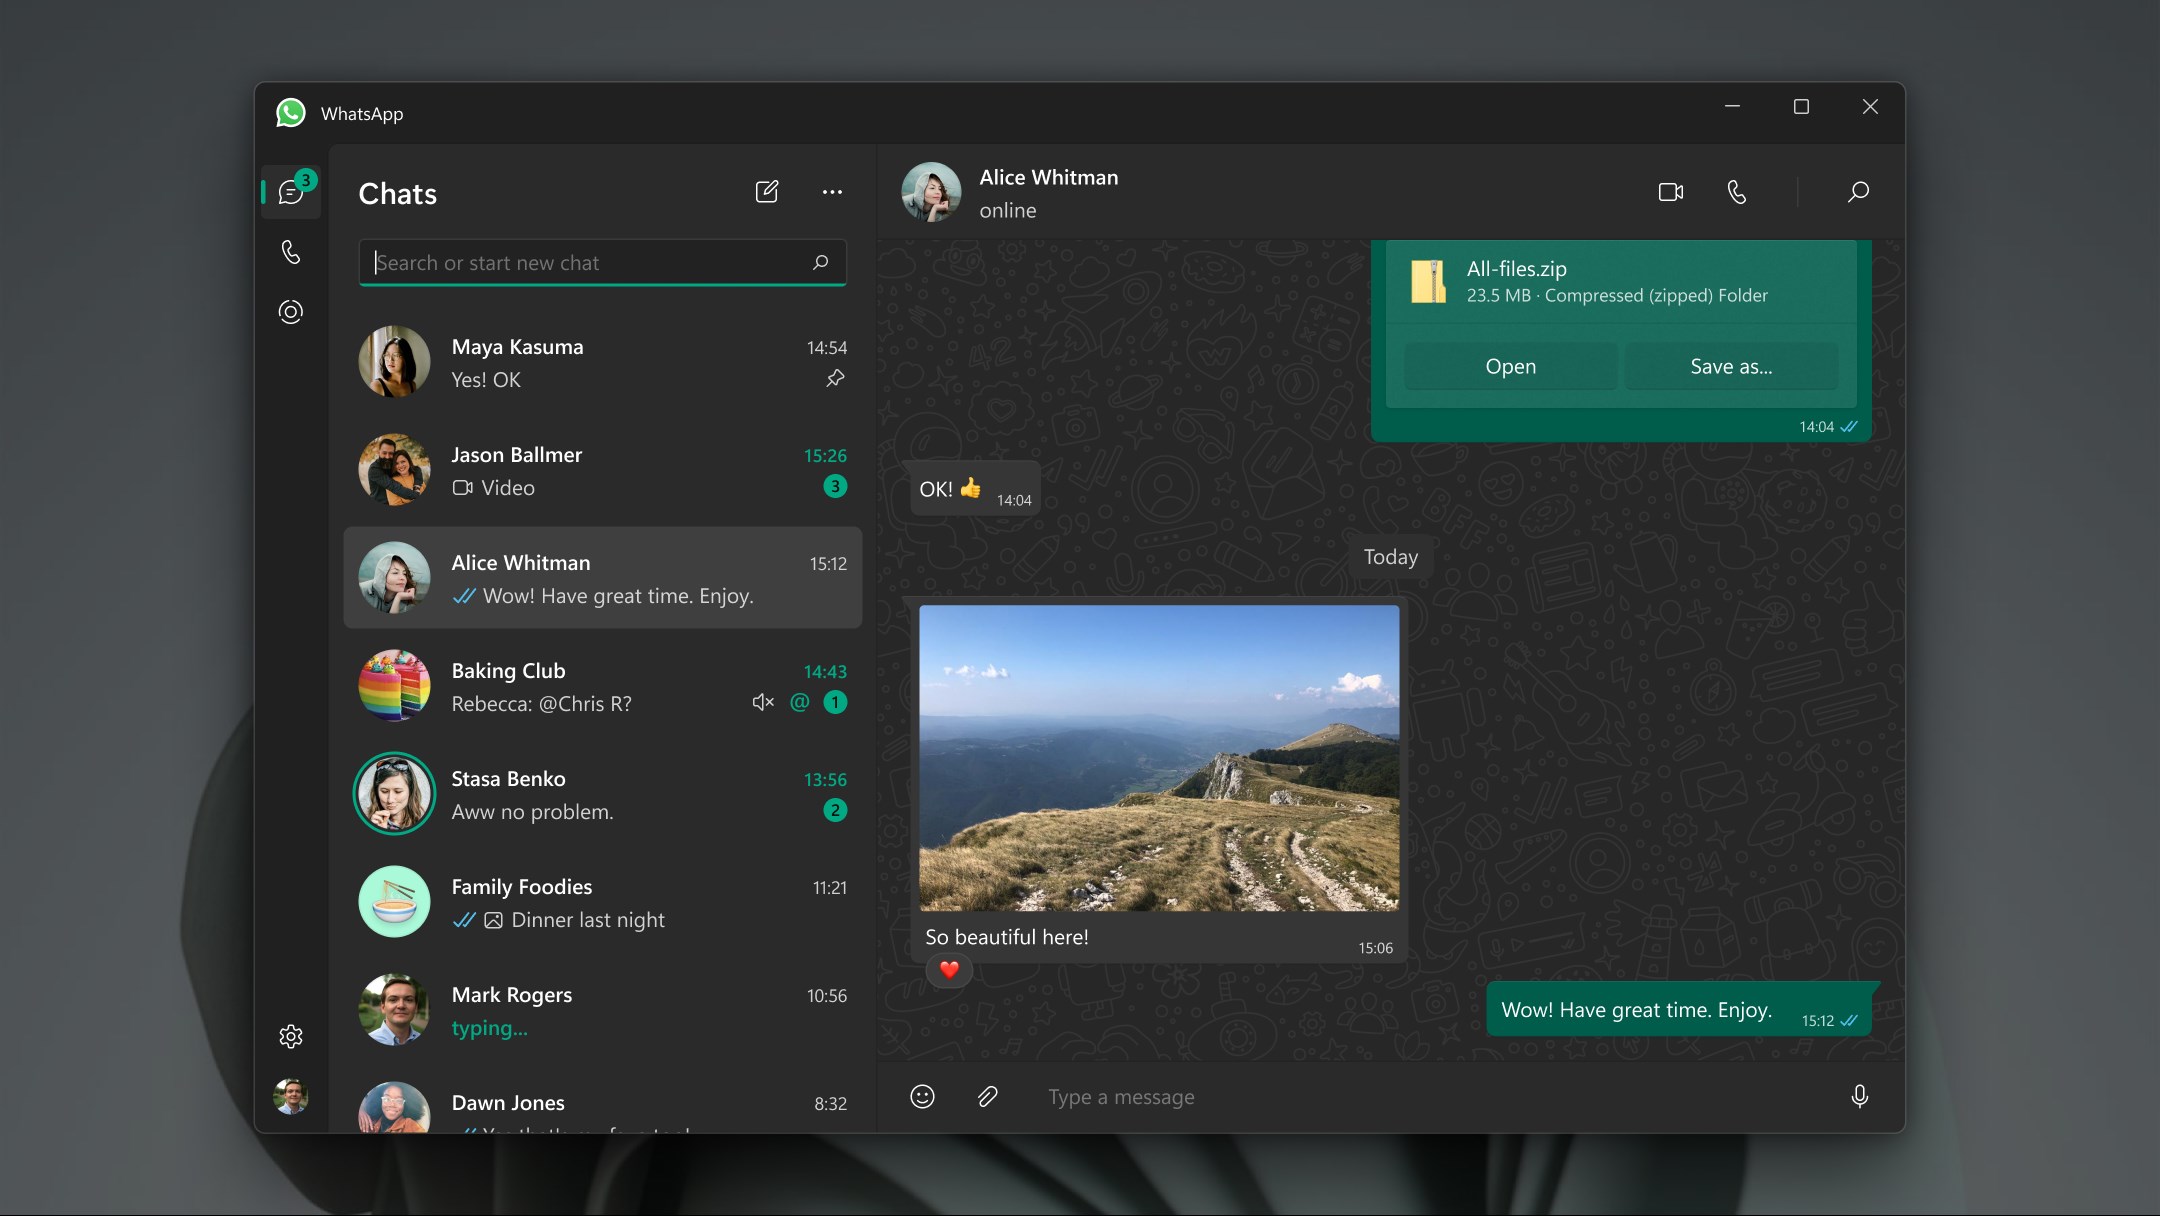 WhatsApp
3
Chats
Search or start new chat
Maya Kasuma 14:54
Yes! OK
Jason Ballmer 15:26
Video 3
Alice Whitman 15:12
Wow! Have great time. Enjoy.
Baking Club 14:43
Rebecca: @Chris R? @ 1
Stasa Benko 13:56
Aww no problem. 2
Family Foodies 11:21
Dinner last night
Mark Rogers 10:56
typing...
Dawn Jones 8:32
Alice Whitman
online
All-files.zip
23.5 MB · Compressed (zipped) Folder
Open Save as...
14:04
OK! 👍 14:04
Today
So beautiful here! 15:06
❤️
Wow! Have great time. Enjoy. 15:12
Type a message